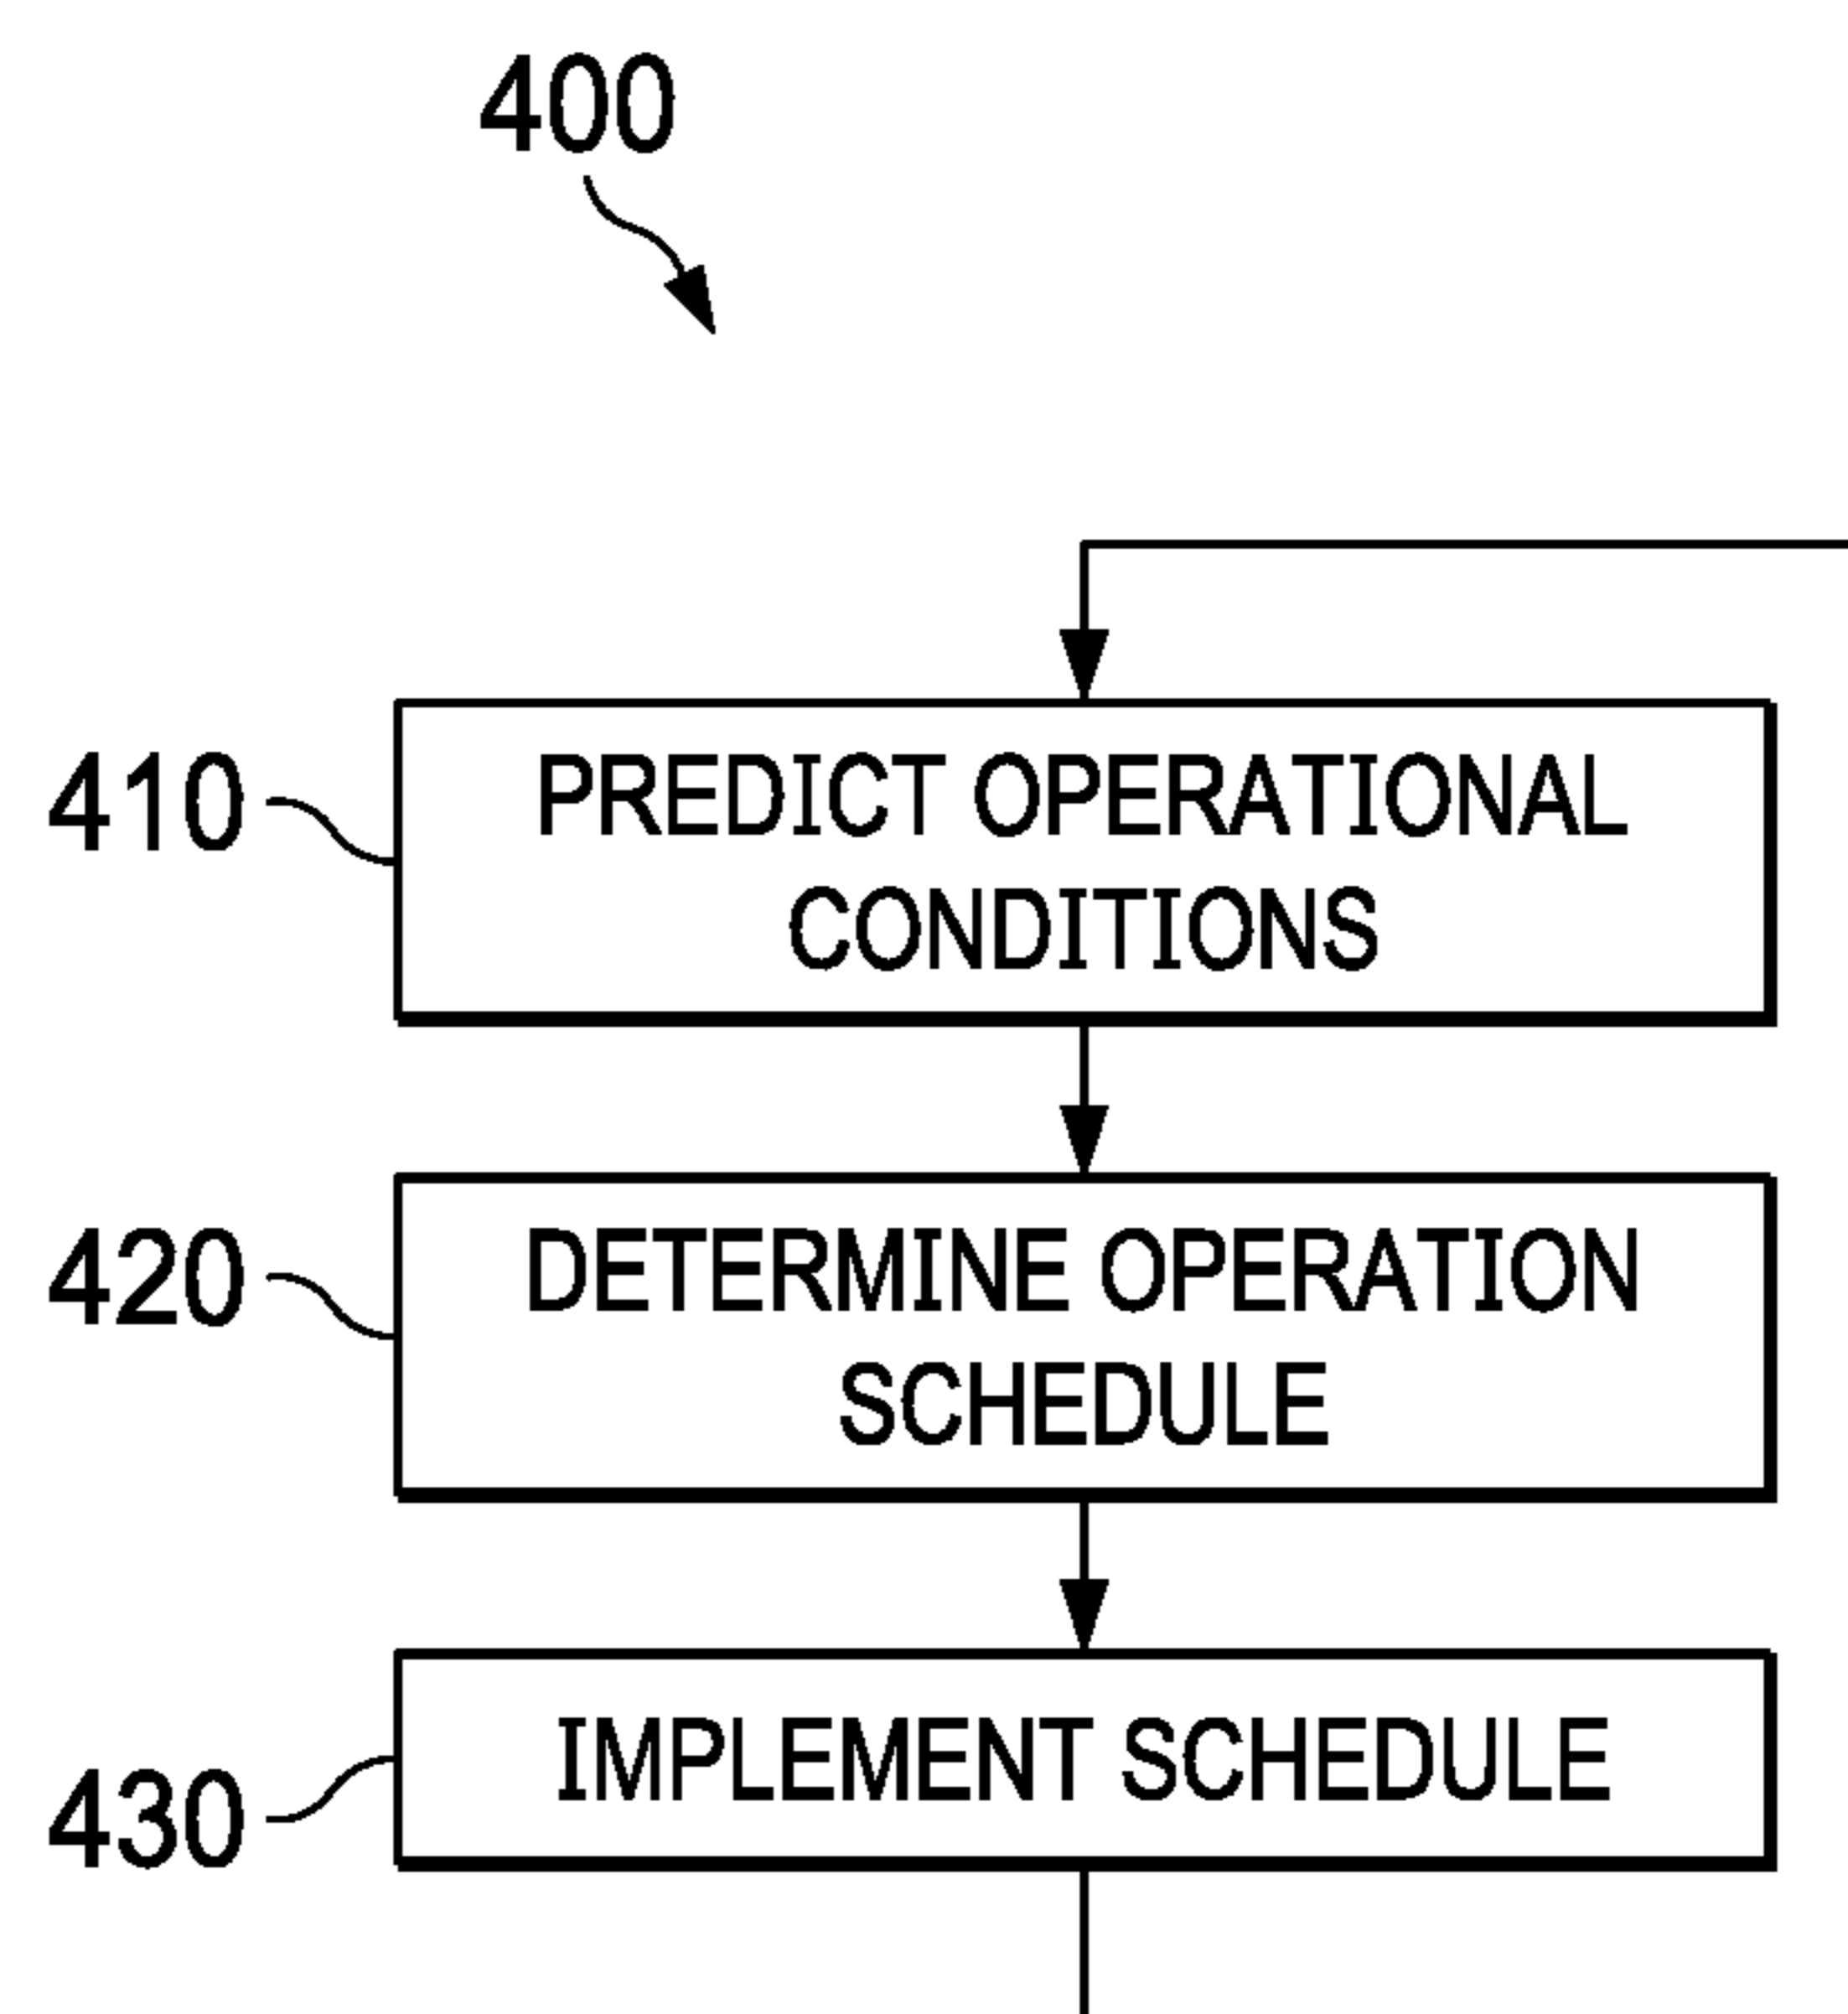 400
410
PREDICT OPERATIONAL
CONDITIONS
420
DETERMINE OPERATION
SCHEDULE
430
IMPLEMENT SCHEDULE